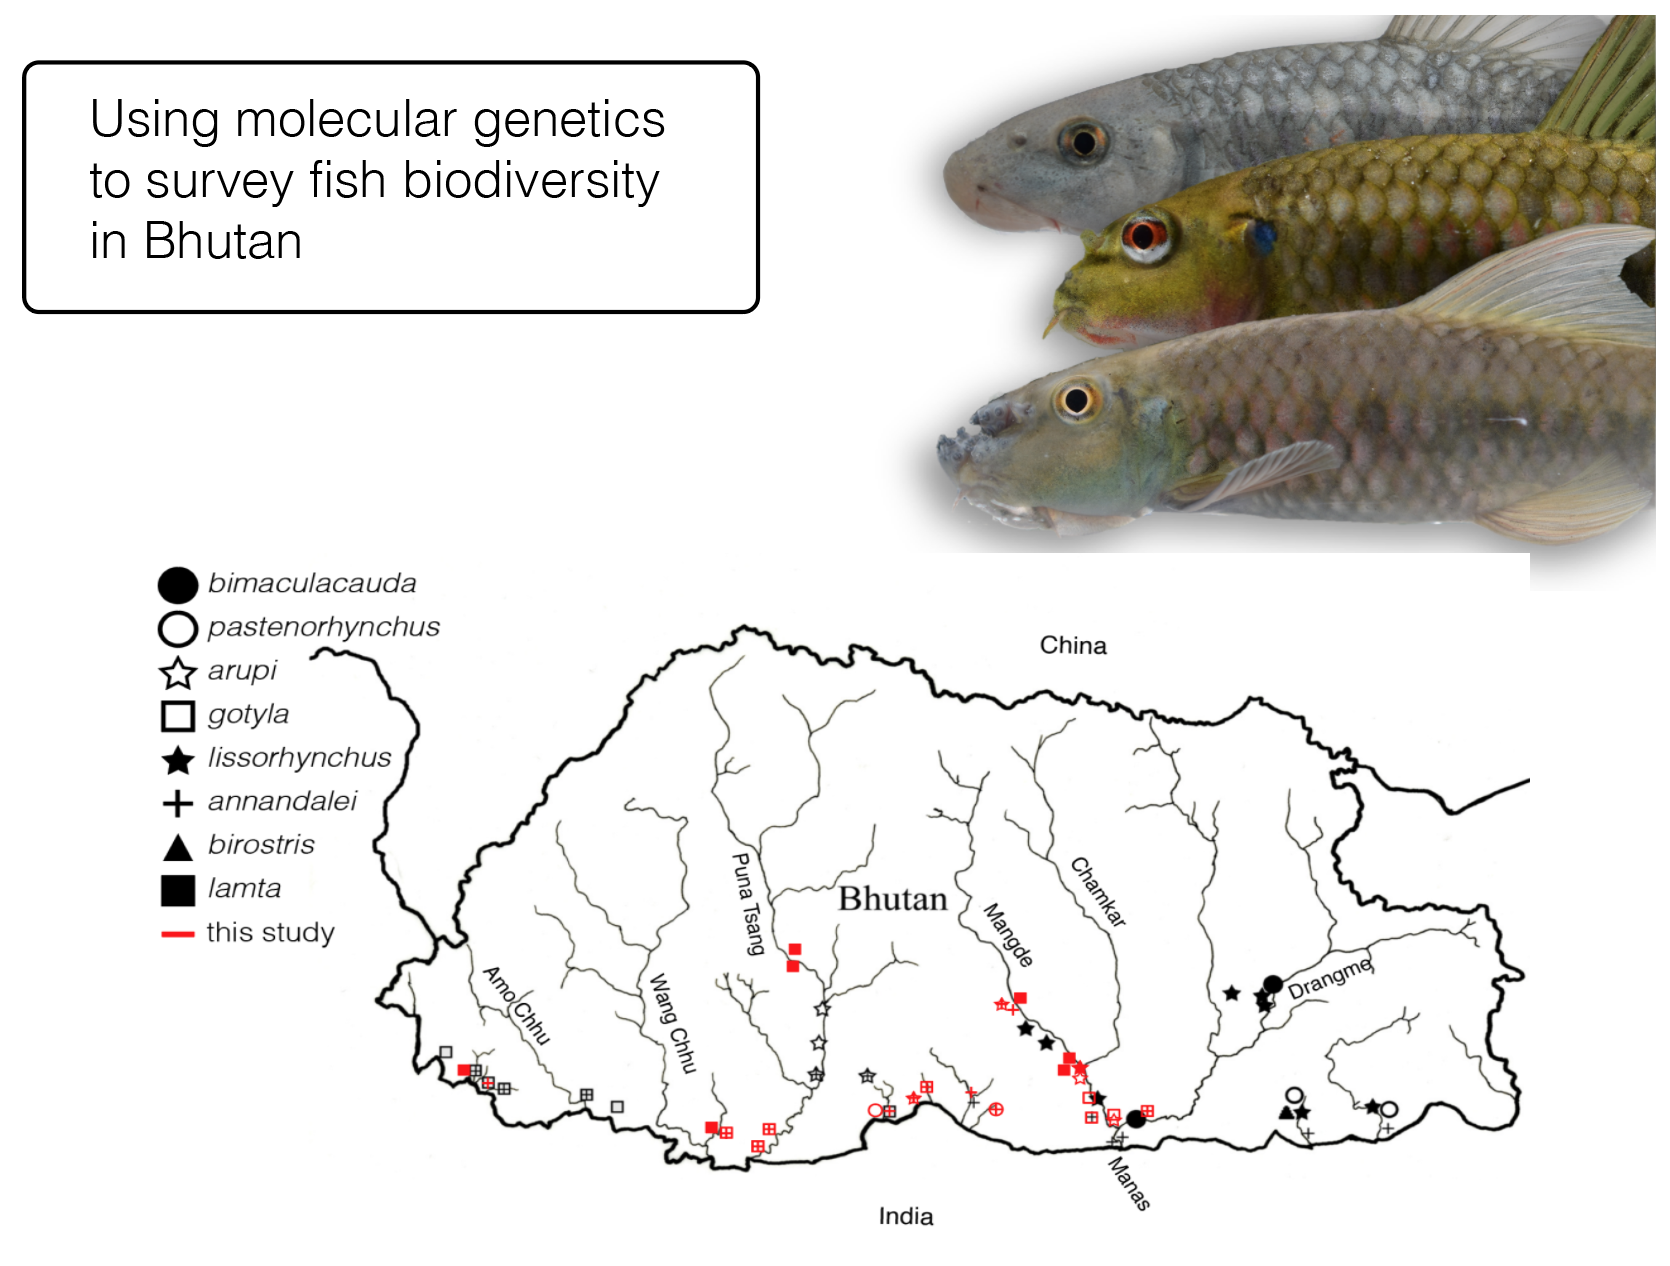 Using molecular genetics
to survey fish biodiversity
in Bhutan
bimaculacauda
pastenorhynchus
arupi
gotyla
lissorhynchus
annandalei
birostris
lamta
this study
China
Bhutan
Puna Tsang
Chamkar
Mangde
Drangme
Amo Chhu
Wang Chhu
Manas
India